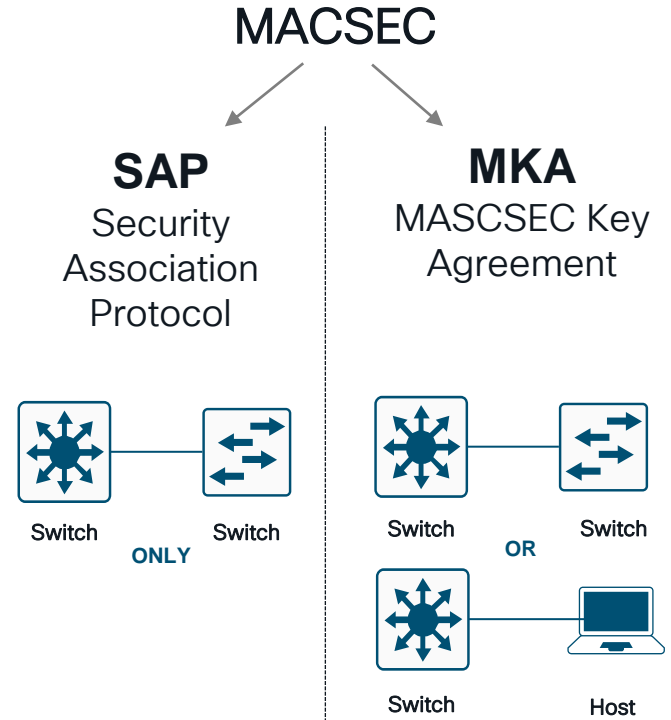 MACSEC
SAP
Security
Association
Protocol
Switch
Switch
ONLY
MKA
MASCSEC Key
Agreement
Switch
Switch
OR
Switch
Host